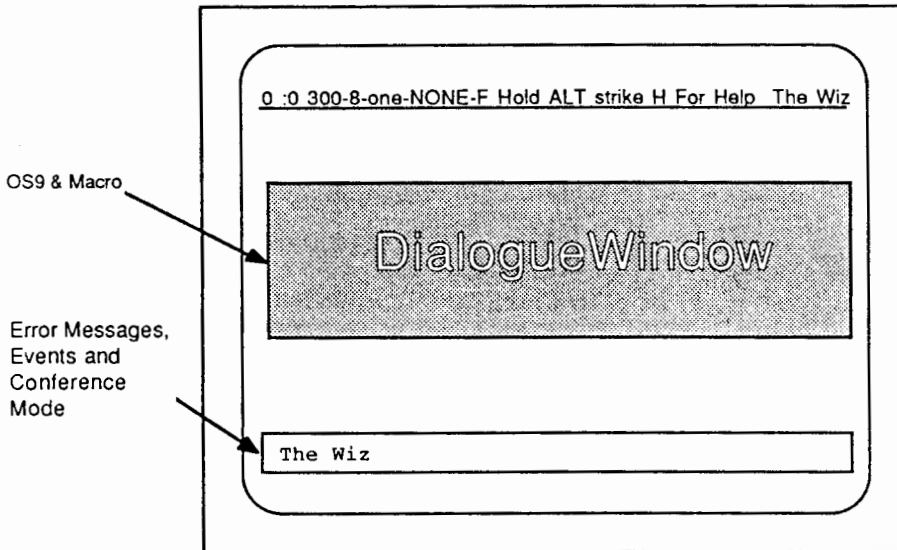 0 :0 300-8-one-NONE-F Hold ALT strike H For Help The Wiz
OS9 & Macro
DialogueWindow
Error Messages,
Events and
Conference
Mode
The Wiz